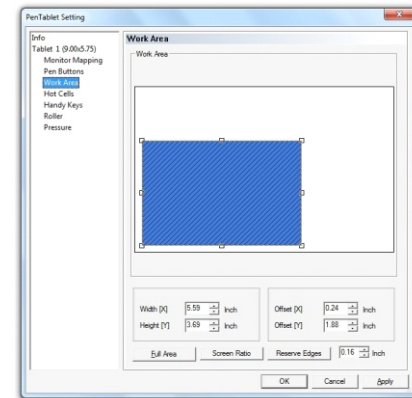 PenTablet Setting
Info
Tablet 1 (9.00x5.75)
Monitor Mapping
Pen Buttons
Work Area
Hot Cells
Handy Keys
Roller
Pressure
Work Area
Work Area
Width [X] 5.59 Inch
Height [Y] 3.69 Inch
Offset [X] 0.24 Inch
Offset [Y] 1.88 Inch
Full Area Screen Ratio Reserve Edges 0.16 Inch
OK Cancel Apply